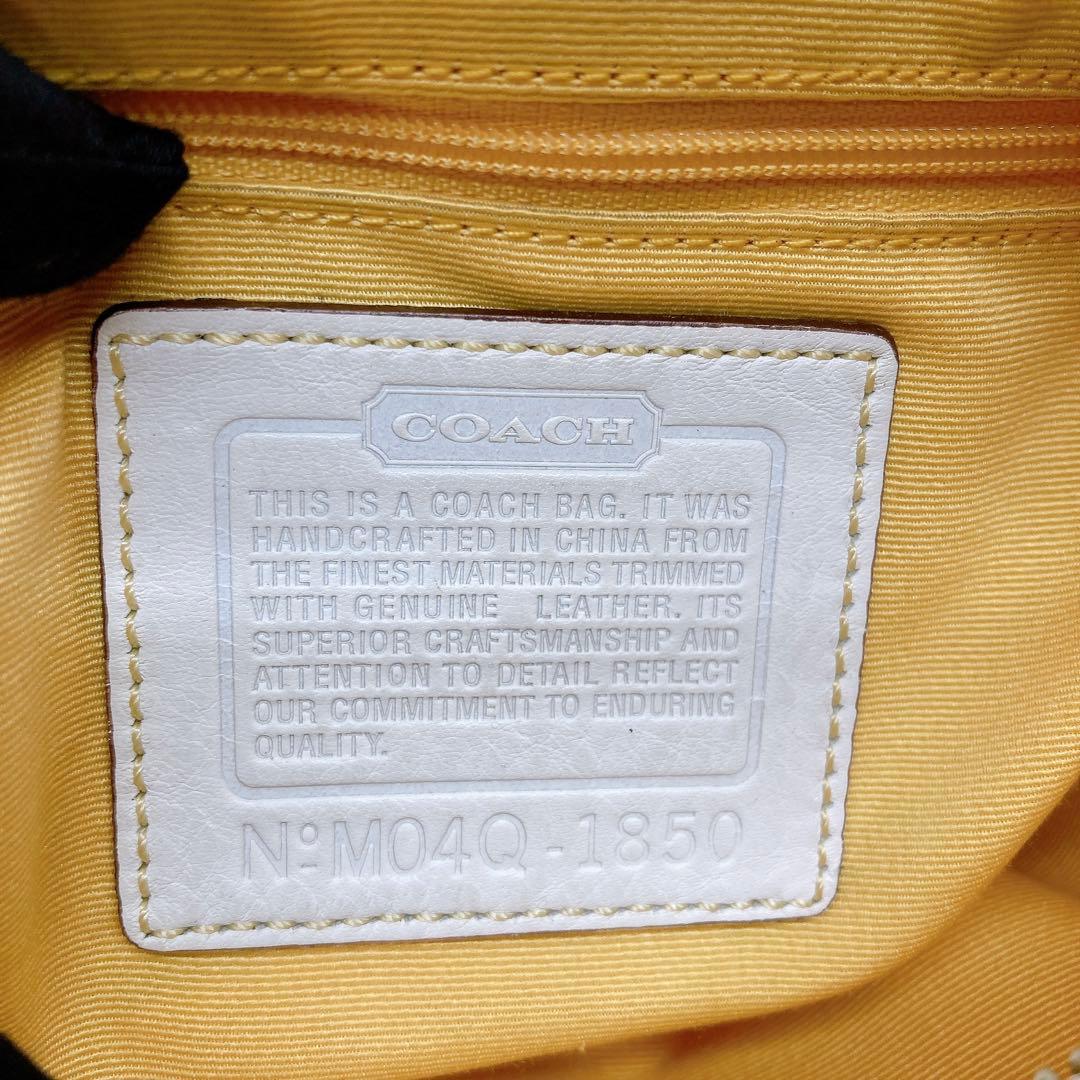 COACH
THIS IS A COACH BAG. IT WAS
HANDCRAFTED IN CHINA FROM
THE FINEST MATERIALS TRIMMED
WITH GENUINE LEATHER. ITS
SUPERIOR CRAFTSMANSHIP AND
ATTENTION TO DETAIL REFLECT
OUR COMMITMENT TO ENDURING
QUALITY.
Nº M04Q-1850